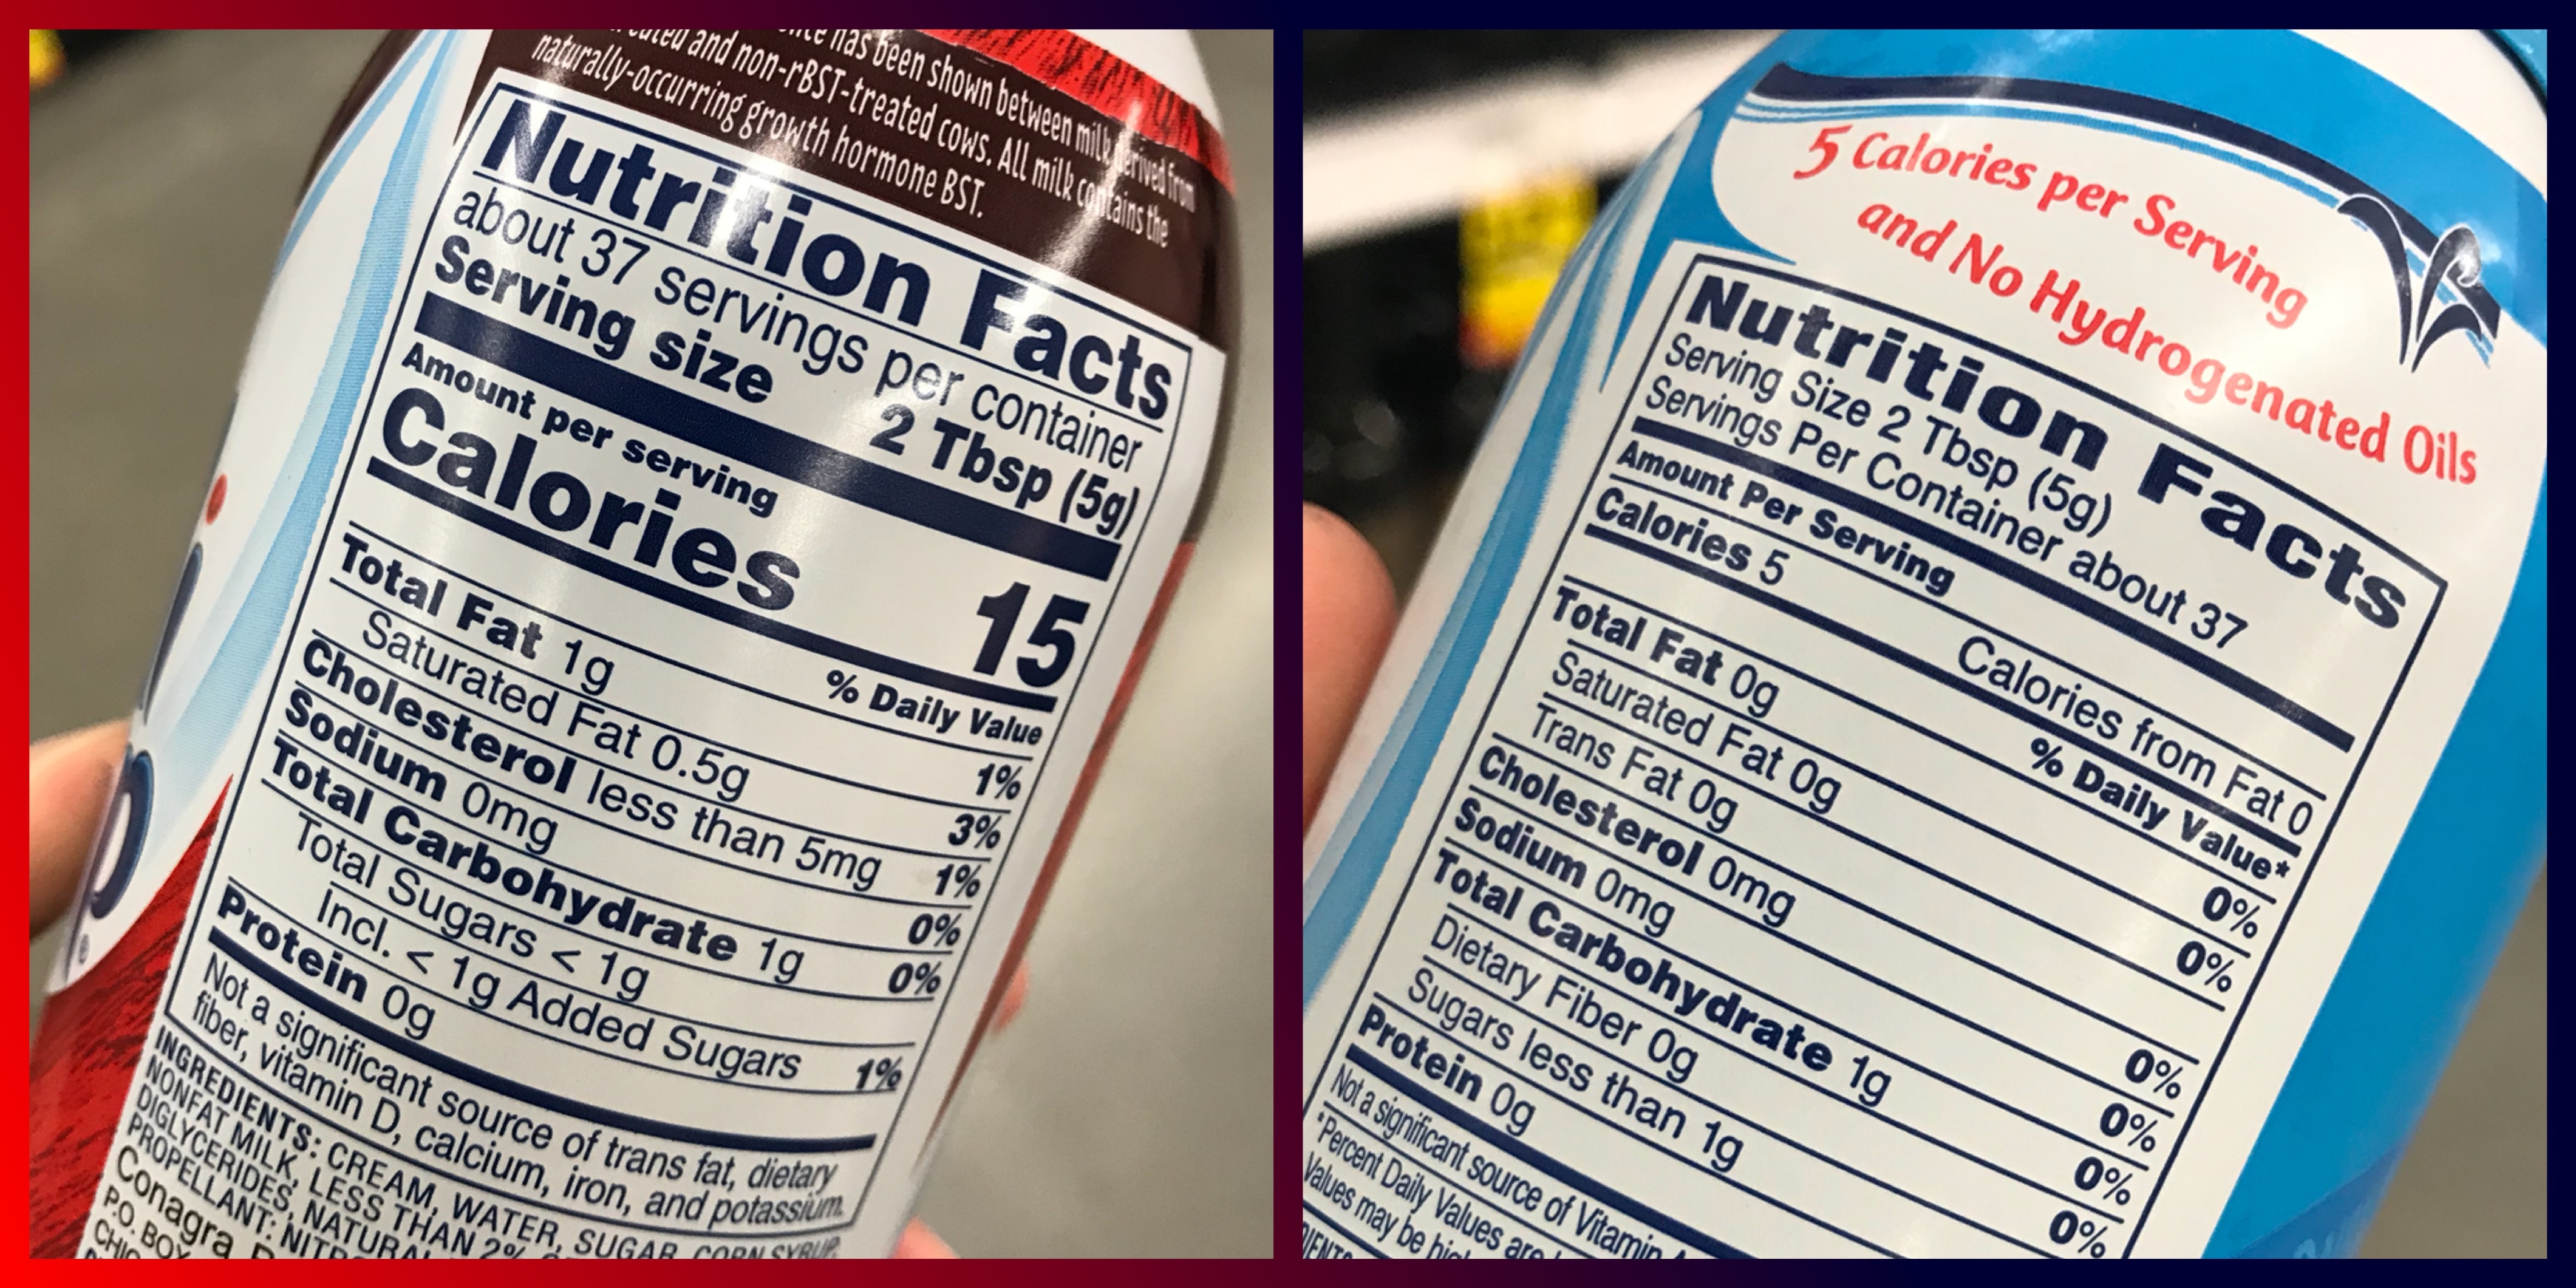 nce has been shown between milk derived from
and non-rBST-treated cows. All milk contains the
naturally-occurring growth hormone BST.
Nutrition Facts
about 37 servings per container
Serving size 2 Tbsp (5g)
Amount per serving
Calories 15
% Daily Value
Total Fat 1g 1%
Saturated Fat 0.5g 3%
Cholesterol less than 5mg 1%
Sodium 0mg 0%
Total Carbohydrate 1g 0%
Total Sugars < 1g
Incl. < 1g Added Sugars 1%
Protein 0g
Not a significant source of trans fat, dietary
fiber, vitamin D, calcium, iron, and potassium.
INGREDIENTS: CREAM, WATER, SUGAR, CORN SYRUP,
NONFAT MILK, LESS THAN 2%
DIGLYCERIDES, NATURAL
PROPELLANT:
Conagra
P.O. BOX
5 Calories per Serving
and No Hydrogenated Oils
Nutrition Facts
Serving Size 2 Tbsp (5g)
Servings Per Container about 37
Amount Per Serving
Calories 5 Calories from Fat 0
% Daily Value*
Total Fat 0g 0%
Saturated Fat 0g 0%
Trans Fat 0g
Cholesterol 0mg 0%
Sodium 0mg 0%
Total Carbohydrate 1g 0%
Dietary Fiber 0g 0%
Sugars less than 1g
Protein 0g
Not a significant source of Vitamin
*Percent Daily Values are
Values may be